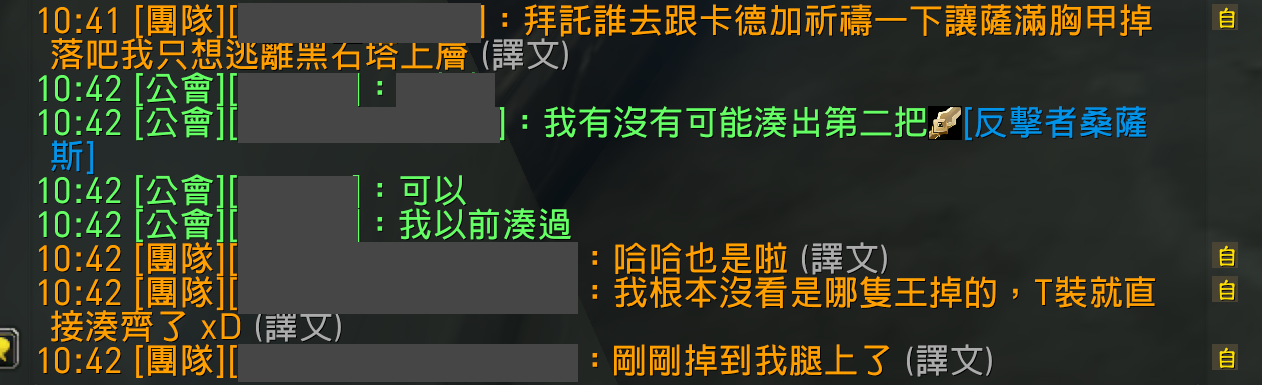 10:41 [團隊][ ]：拜託誰去跟卡德加祈禱一下讓薩滿胸甲掉
落吧我只想逃離黑石塔上層 (譯文)
10:42 [公會][ ]：
10:42 [公會][ ]：我有沒有可能湊出第二把[反擊者桑薩
斯]
10:42 [公會][ ]：可以
10:42 [公會][ ]：我以前湊過
10:42 [團隊][ ：哈哈也是啦 (譯文)
10:42 [團隊][ ：我根本沒看是哪隻王掉的，T裝就直
接湊齊了 xD (譯文)
10:42 [團隊][ ：剛剛掉到我腿上了 (譯文)
自
自
自
自